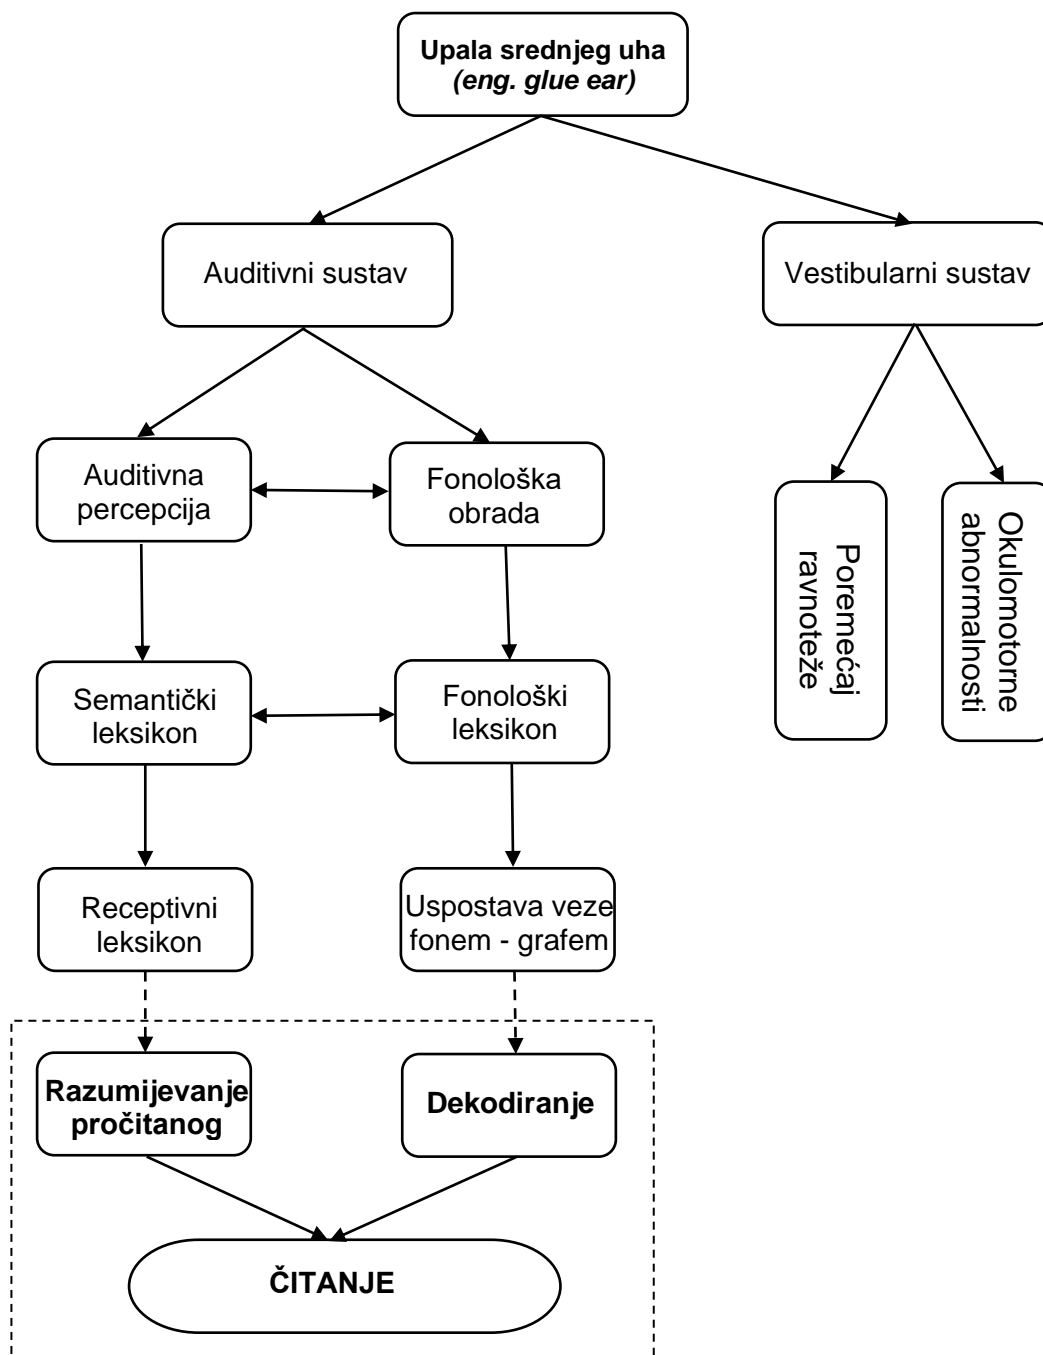 Upala srednjeg uha
(eng. glue ear)
Auditivni sustav
Vestibularni sustav
Auditivna
percepcija
Fonološka
obrada
Poremećaj
ravnoteže
Okulomotorne
abnormalnosti
Semantički
leksikon
Fonološki
leksikon
Receptivni
leksikon
Uspostava veze
fonem - grafem
Razumijevanje
pročitanog
Dekodiranje
ČITANJE